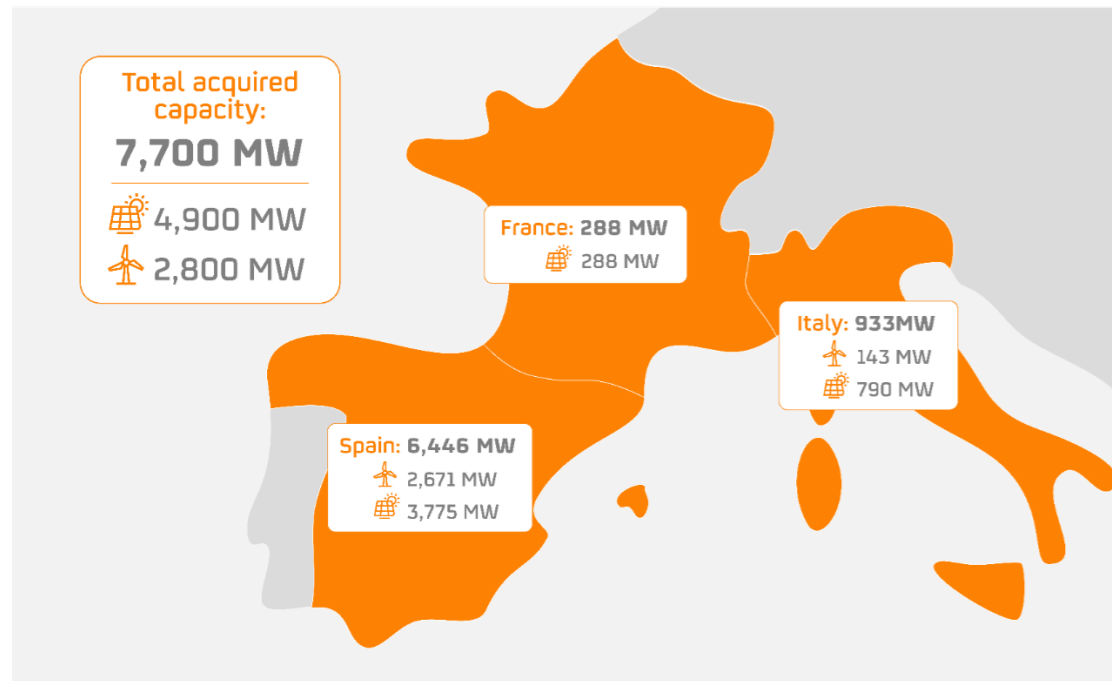 Total acquired
capacity:
7,700 MW
4,900 MW
2,800 MW
France: 288 MW
288 MW
Italy: 933MW
143 MW
790 MW
Spain: 6,446 MW
2,671 MW
3,775 MW